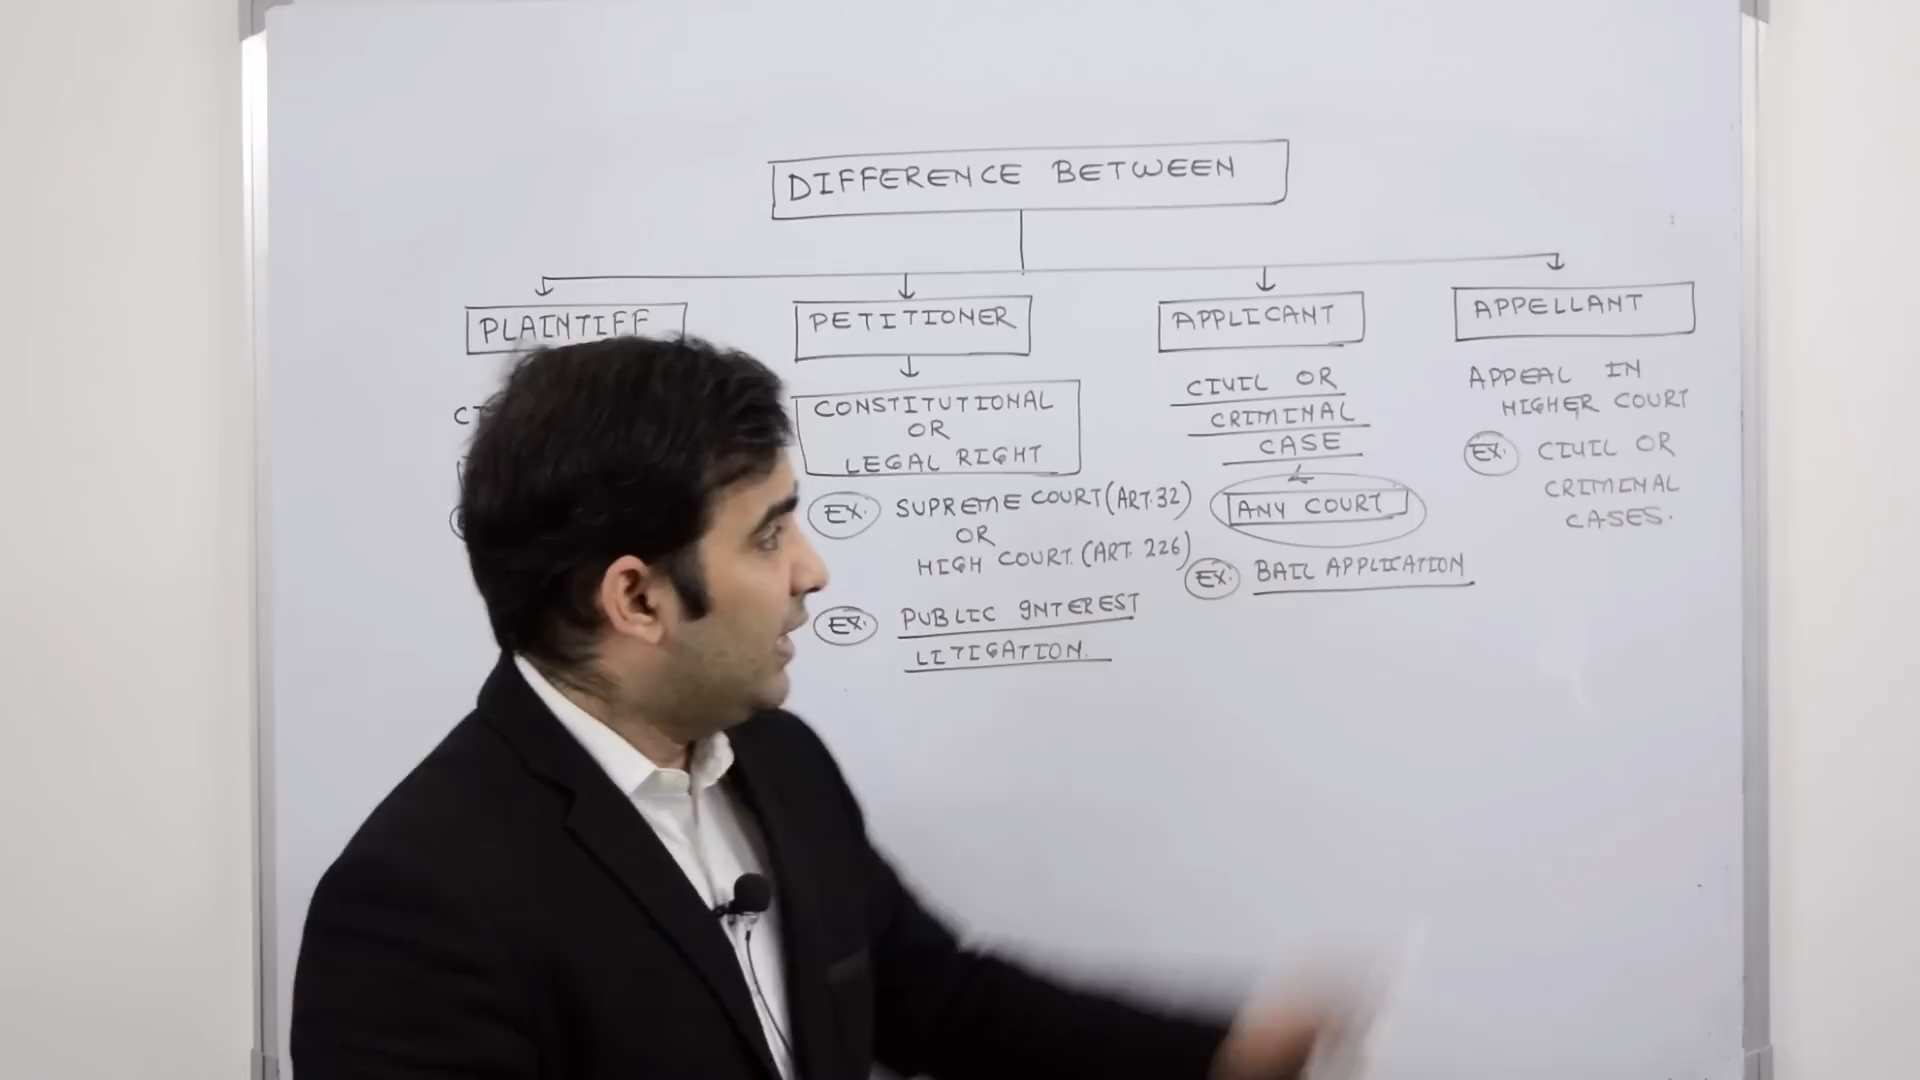 DIFFERENCE BETWEEN
PLAINTIFF
PETITIONER
CONSTITUTIONAL
OR
LEGAL RIGHT
EX. SUPREME COURT (ART. 32)
OR
HIGH COURT. (ART. 226)
EX. PUBLIC INTEREST
LITIGATION.
APPLICANT
CIVIL OR
CRIMINAL
CASE
ANY COURT
EX. BAIL APPLICATION
APPELLANT
APPEAL IN
HIGHER COURT
EX. CIVIL OR
CRIMINAL
CASES.